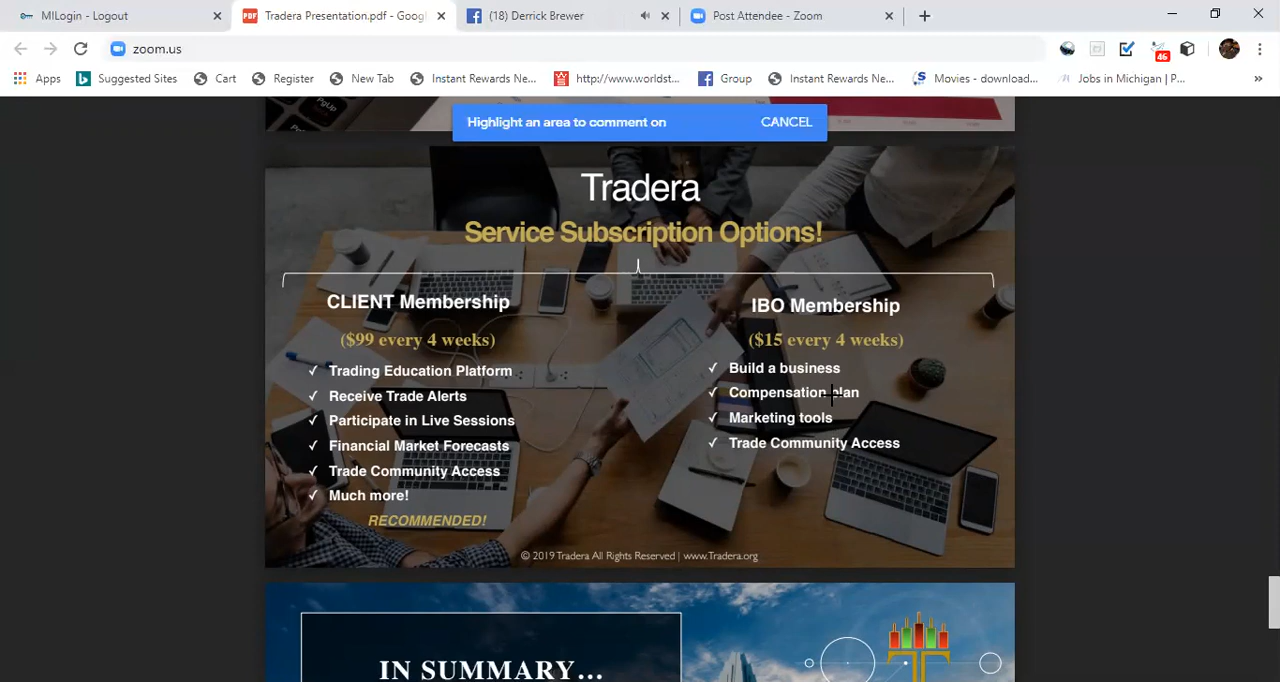 MILogin - Logout
Tradera Presentation.pdf - Googl
(18) Derrick Brewer
Post Attendee - Zoom
zoom.us
46
Apps
Suggested Sites
Cart
Register
New Tab
Instant Rewards Ne...
http://www.worldst...
Group
Instant Rewards Ne...
Movies - download...
Jobs in Michigan | P...
»
PgUp
PgDn
Highlight an area to comment on
CANCEL
Tradera
Service Subscription Options!
CLIENT Membership
($99 every 4 weeks)
✓ Trading Education Platform
✓ Receive Trade Alerts
✓ Participate in Live Sessions
✓ Financial Market Forecasts
✓ Trade Community Access
✓ Much more!
RECOMMENDED!
IBO Membership
($15 every 4 weeks)
✓ Build a business
✓ Compensation plan
✓ Marketing tools
✓ Trade Community Access
© 2019 Tradera All Rights Reserved | www.Tradera.org
IN SUMMARY...